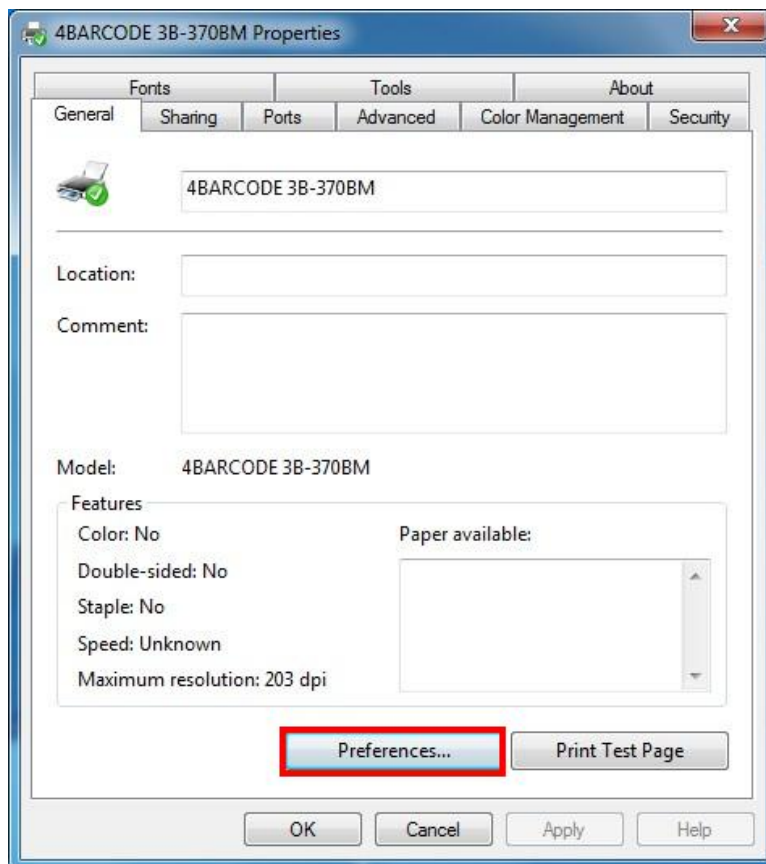 4BARCODE 3B-370BM Properties
Fonts Tools About
General Sharing Ports Advanced Color Management Security
4BARCODE 3B-370BM
Location:
Comment:
Model: 4BARCODE 3B-370BM
Features
Color: No Paper available:
Double-sided: No
Staple: No
Speed: Unknown
Maximum resolution: 203 dpi
Preferences... Print Test Page
OK Cancel Apply Help